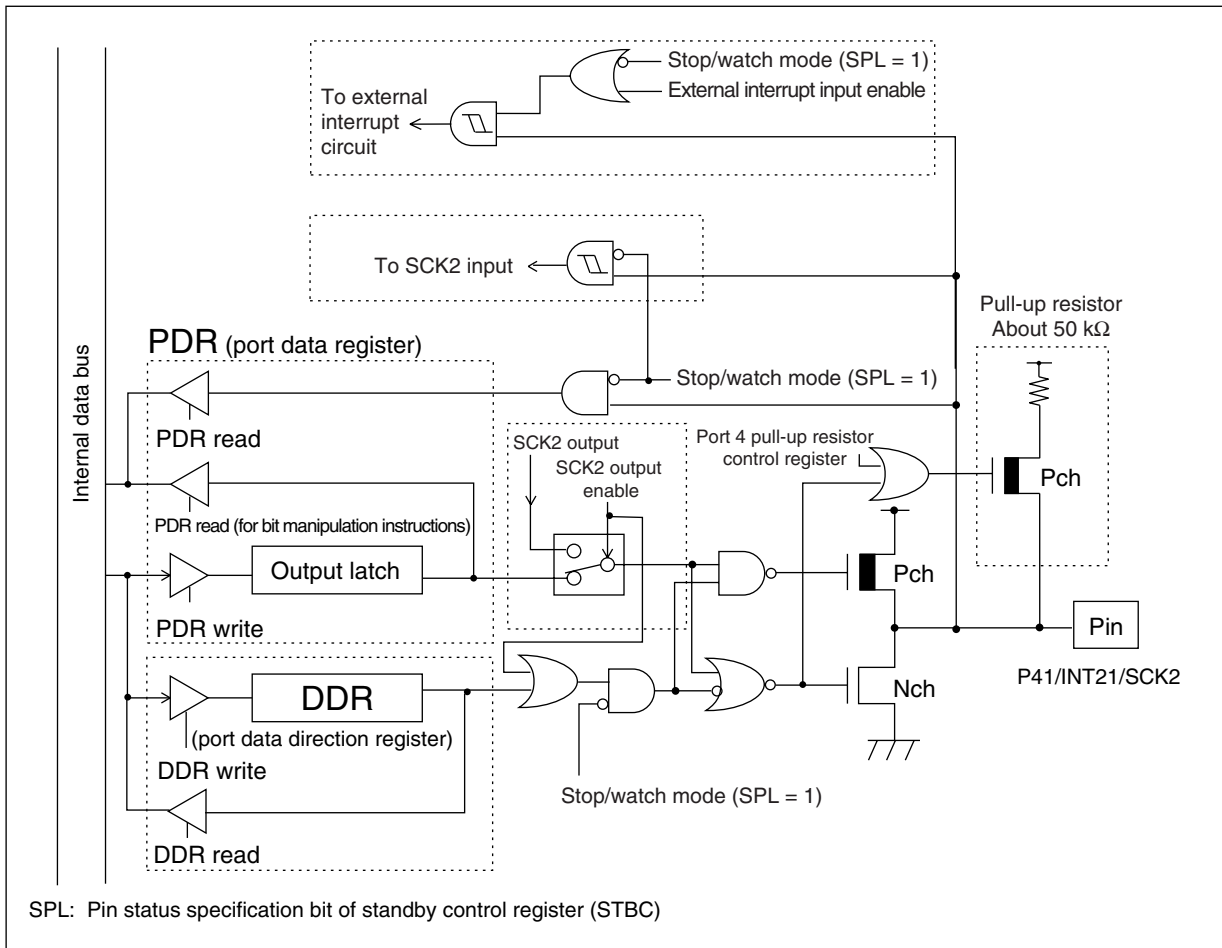 Stop/watch mode (SPL = 1)
External interrupt input enable
To external
interrupt
circuit
To SCK2 input
Pull-up resistor
About 50 kΩ
PDR (port data register)
Stop/watch mode (SPL = 1)
Internal data bus
PDR read
SCK2 output
SCK2 output
enable
Port 4 pull-up resistor
control register
Pch
PDR read (for bit manipulation instructions)
Output latch
Pch
PDR write
Pin
P41/INT21/SCK2
DDR
Nch
(port data direction register)
DDR write
Stop/watch mode (SPL = 1)
DDR read
SPL: Pin status specification bit of standby control register (STBC)